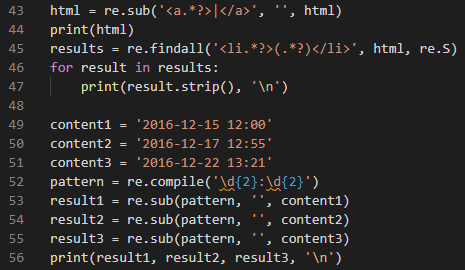 43 html = re.sub('<a.*?>|</a>', '', html)
44 print(html)
45 results = re.findall('<li.*?>(.*?)</li>', html, re.S)
46 for result in results:
47     print(result.strip(), '\n')
48
49 content1 = '2016-12-15 12:00'
50 content2 = '2016-12-17 12:55'
51 content3 = '2016-12-22 13:21'
52 pattern = re.compile('\d{2}:\d{2}')
53 result1 = re.sub(pattern, '', content1)
54 result2 = re.sub(pattern, '', content2)
55 result3 = re.sub(pattern, '', content3)
56 print(result1, result2, result3, '\n')